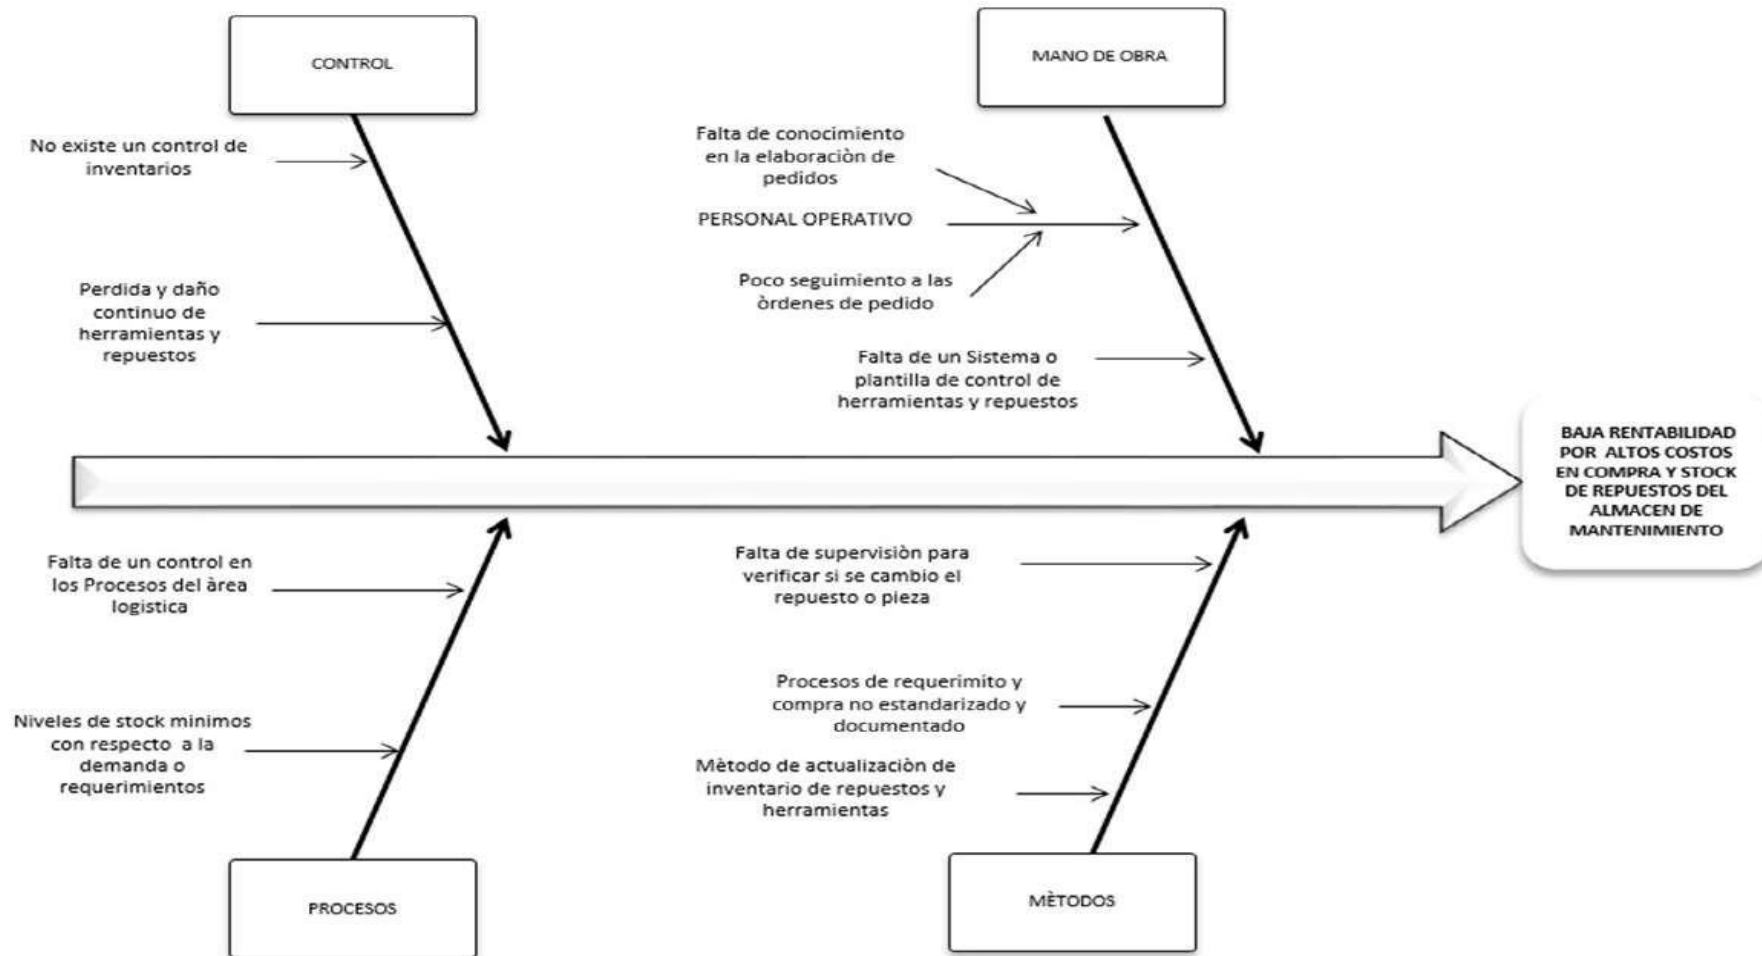 CONTROL
MANO DE OBRA
No existe un control de
inventarios
Perdida y daño
continuo de
herramientas y
repuestos
Falta de conocimiento
en la elaboraciòn de
pedidos
PERSONAL OPERATIVO
Poco seguimiento a las
òrdenes de pedido
Falta de un Sistema o
plantilla de control de
herramientas y repuestos
BAJA RENTABILIDAD
POR ALTOS COSTOS
EN COMPRA Y STOCK
DE REPUESTOS DEL
ALMACEN DE
MANTENIMIENTO
Falta de un control en
los Procesos del àrea
logistica
Niveles de stock minimos
con respecto a la
demanda o
requerimientos
Falta de supervisiòn para
verificar si se cambio el
repuesto o pieza
Procesos de requerimito y
compra no estandarizado y
documentado
Mètodo de actualizaciòn de
inventario de repuestos y
herramientas
PROCESOS
MÈTODOS